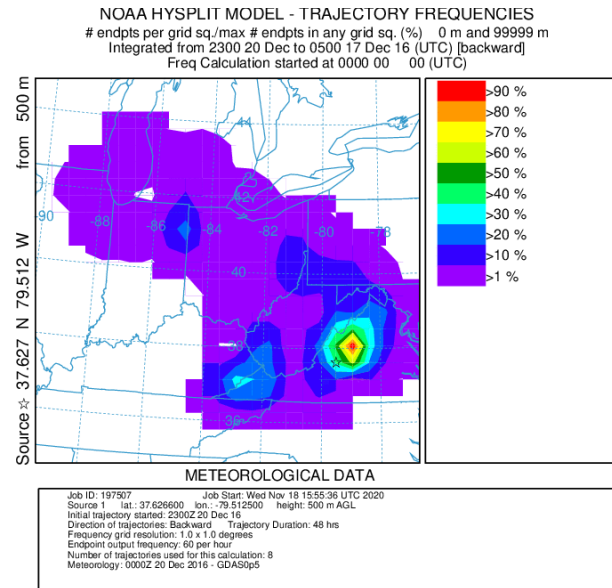 NOAA HYSPLIT MODEL - TRAJECTORY FREQUENCIES
# endpts per grid sq./max # endpts in any grid sq. (%)    0 m and 99999 m
Integrated from 2300 20 Dec to 0500 17 Dec 16 (UTC) [backward]
Freq Calculation started at 0000 00    00 (UTC)
Source ☆ 37.627 N 79.512 W    from 500 m
44
42
-90
-88
-86
-84
-82
-80
-78
40
38
36
>90 %
>80 %
>70 %
>60 %
>50 %
>40 %
>30 %
>20 %
>10 %
>1 %
METEOROLOGICAL DATA
Job ID: 197507    Job Start: Wed Nov 18 15:55:36 UTC 2020
Source 1    lat.: 37.626600    lon.: -79.512500    height: 500 m AGL
Initial trajectory started: 2300Z 20 Dec 16
Direction of trajectories: Backward    Trajectory Duration: 48 hrs
Frequency grid resolution: 1.0 x 1.0 degrees
Endpoint output frequency: 60 per hour
Number of trajectories used for this calculation: 8
Meteorology: 0000Z 20 Dec 2016 - GDAS0p5